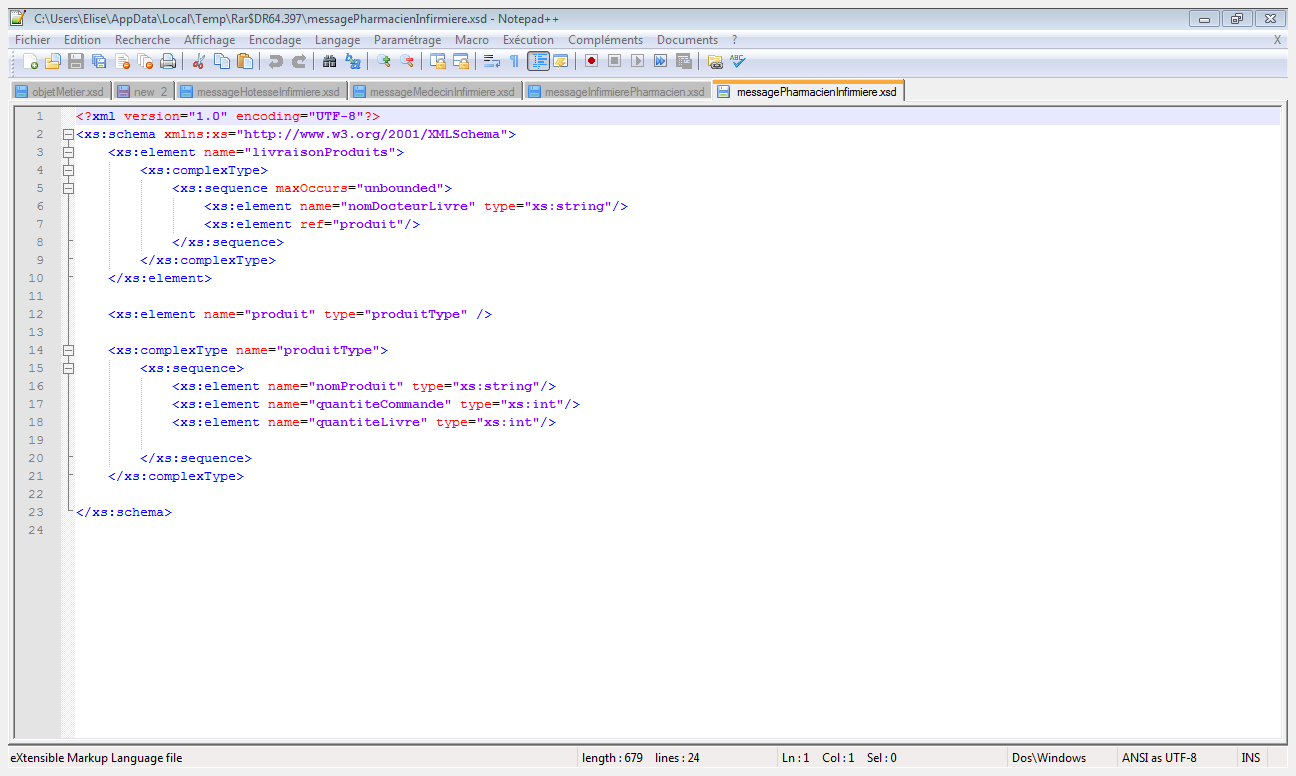 C:\Users\Elise\AppData\Local\Temp\Rar$DR64.397\messagePharmacienInfirmiere.xsd - Notepad++
Fichier Edition Recherche Affichage Encodage Langage Paramétrage Macro Exécution Compléments Documents ? X
objetMetier.xsd new 2 messageHotesseInfirmiere.xsd messageMedecinInfirmiere.xsd messageInfirmierePharmacien.xsd messagePharmacienInfirmiere.xsd
1 <?xml version="1.0" encoding="UTF-8"?>
2 <xs:schema xmlns:xs="http://www.w3.org/2001/XMLSchema">
3 <xs:element name="livraisonProduits">
4 <xs:complexType>
5 <xs:sequence maxOccurs="unbounded">
6 <xs:element name="nomDocteurLivre" type="xs:string"/>
7 <xs:element ref="produit"/>
8 </xs:sequence>
9 </xs:complexType>
10 </xs:element>
11
12 <xs:element name="produit" type="produitType" />
13
14 <xs:complexType name="produitType">
15 <xs:sequence>
16 <xs:element name="nomProduit" type="xs:string"/>
17 <xs:element name="quantiteCommande" type="xs:int"/>
18 <xs:element name="quantiteLivre" type="xs:int"/>
19
20 </xs:sequence>
21 </xs:complexType>
22
23 </xs:schema>
24
eXtensible Markup Language file length : 679 lines : 24 Ln : 1 Col : 1 Sel : 0 Dos\Windows ANSI as UTF-8 INS